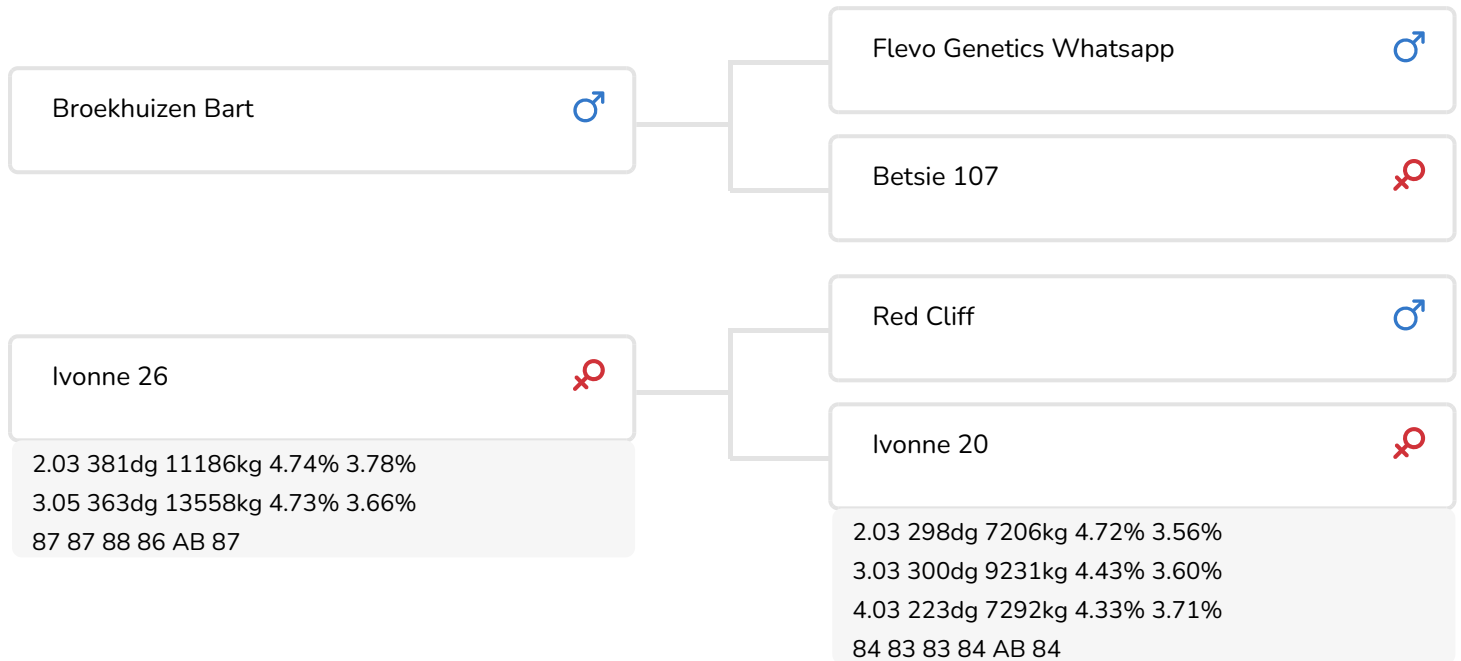 Broekhuizen Bart
Flevo Genetics Whatsapp
Betsie 107
Ivonne 26
2.03 381dg 11186kg 4.74% 3.78%
3.05 363dg 13558kg 4.73% 3.66%
87 87 88 86 AB 87
Red Cliff
Ivonne 20
2.03 298dg 7206kg 4.72% 3.56%
3.03 300dg 9231kg 4.43% 3.60%
4.03 223dg 7292kg 4.33% 3.71%
84 83 83 84 AB 84